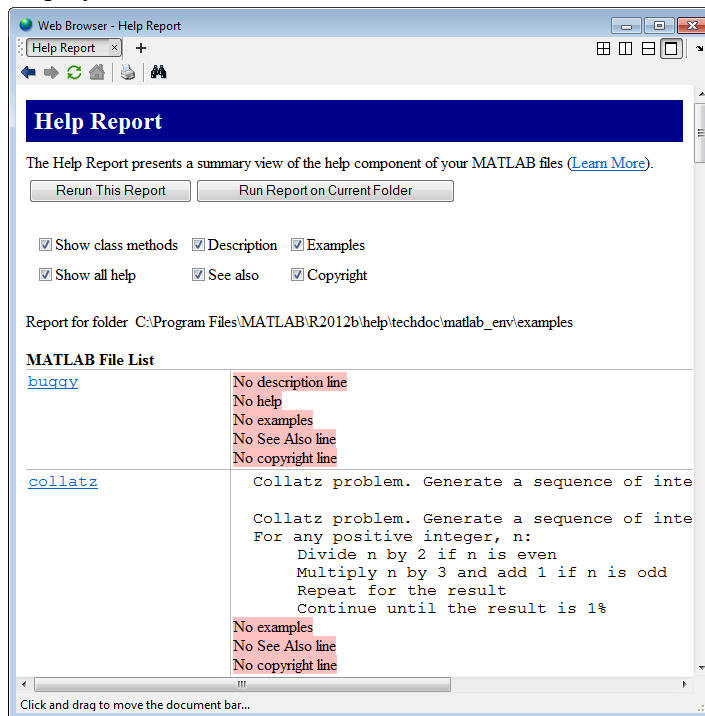 Web Browser - Help Report
Help Report
Help Report
The Help Report presents a summary view of the help component of your MATLAB files (Learn More).
Rerun This Report Run Report on Current Folder
Show class methods Description Examples
Show all help See also Copyright
Report for folder C:\Program Files\MATLAB\R2012b\help\techdoc\matlab_env\examples
MATLAB File List
buggy No description line
No help
No examples
No See Also line
No copyright line
collatz Collatz problem. Generate a sequence of inte
Collatz problem. Generate a sequence of inte
For any positive integer, n:
Divide n by 2 if n is even
Multiply n by 3 and add 1 if n is odd
Repeat for the result
Continue until the result is 1%
No examples
No See Also line
No copyright line
Click and drag to move the document bar...